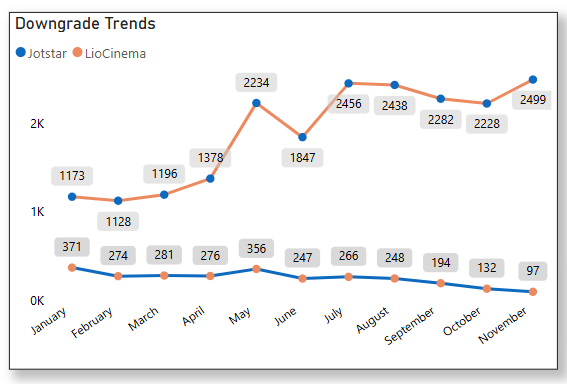 Downgrade Trends
Jotstar LioCinema
2K
1K
0K
1173
1128
1196
1378
2234
1847
2456
2438
2282
2228
2499
371
274
281
276
356
247
266
248
194
132
97
January
February
March
April
May
June
July
August
September
October
November